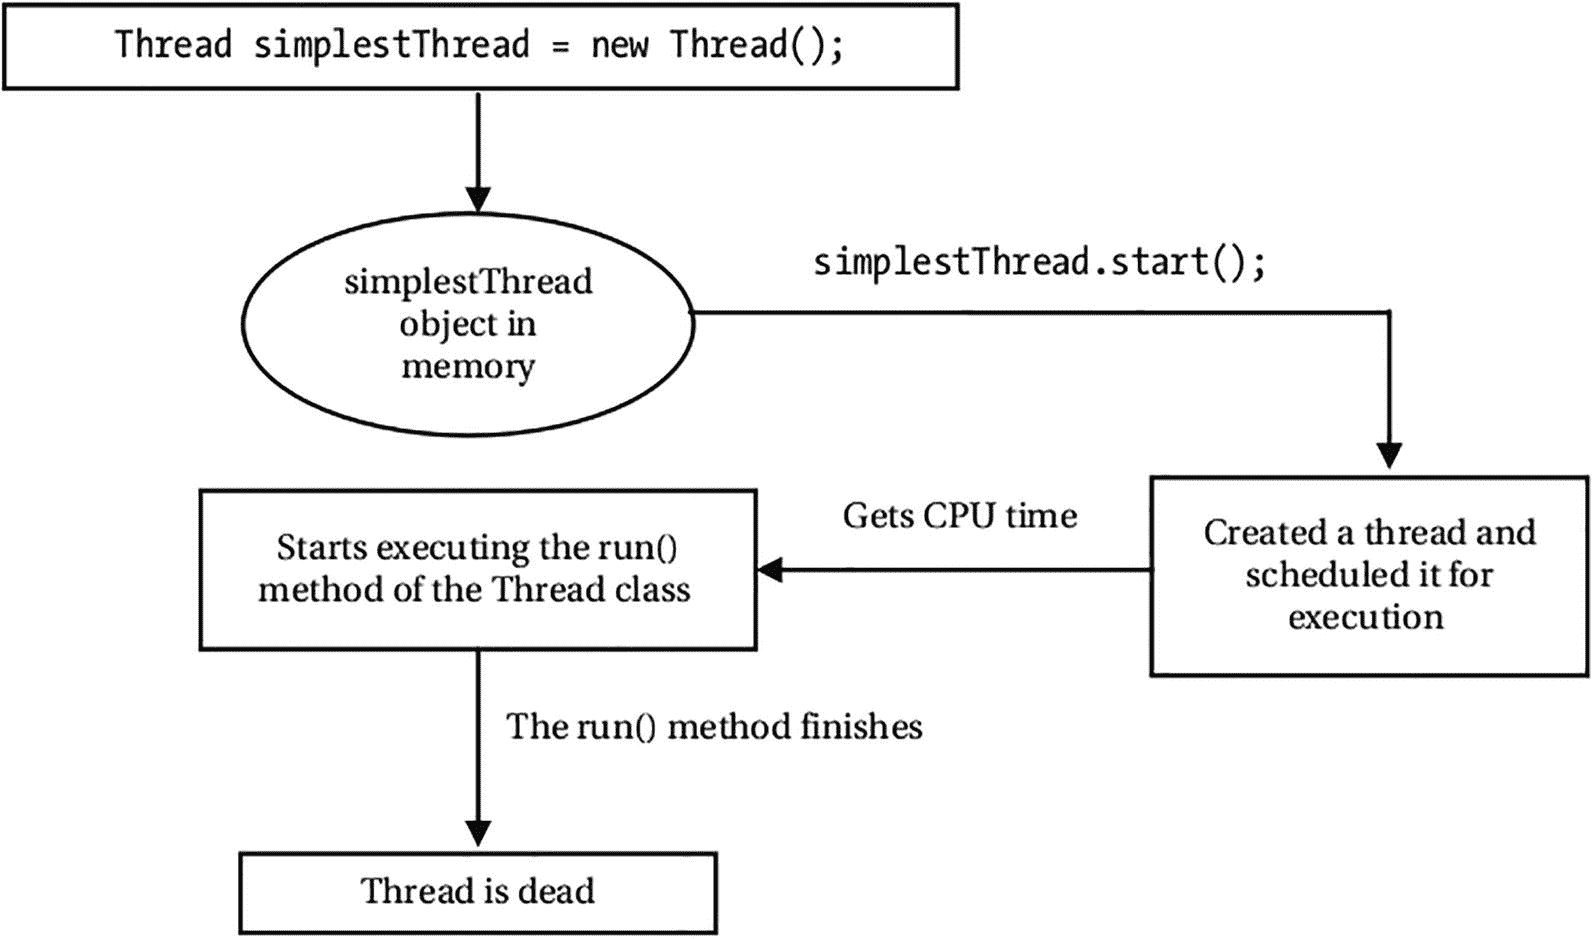 Thread simplestThread = new Thread();
simplestThread
object in
memory
simplestThread.start();
Created a thread and
scheduled it for
execution
Gets CPU time
Starts executing the run()
method of the Thread class
The run() method finishes
Thread is dead